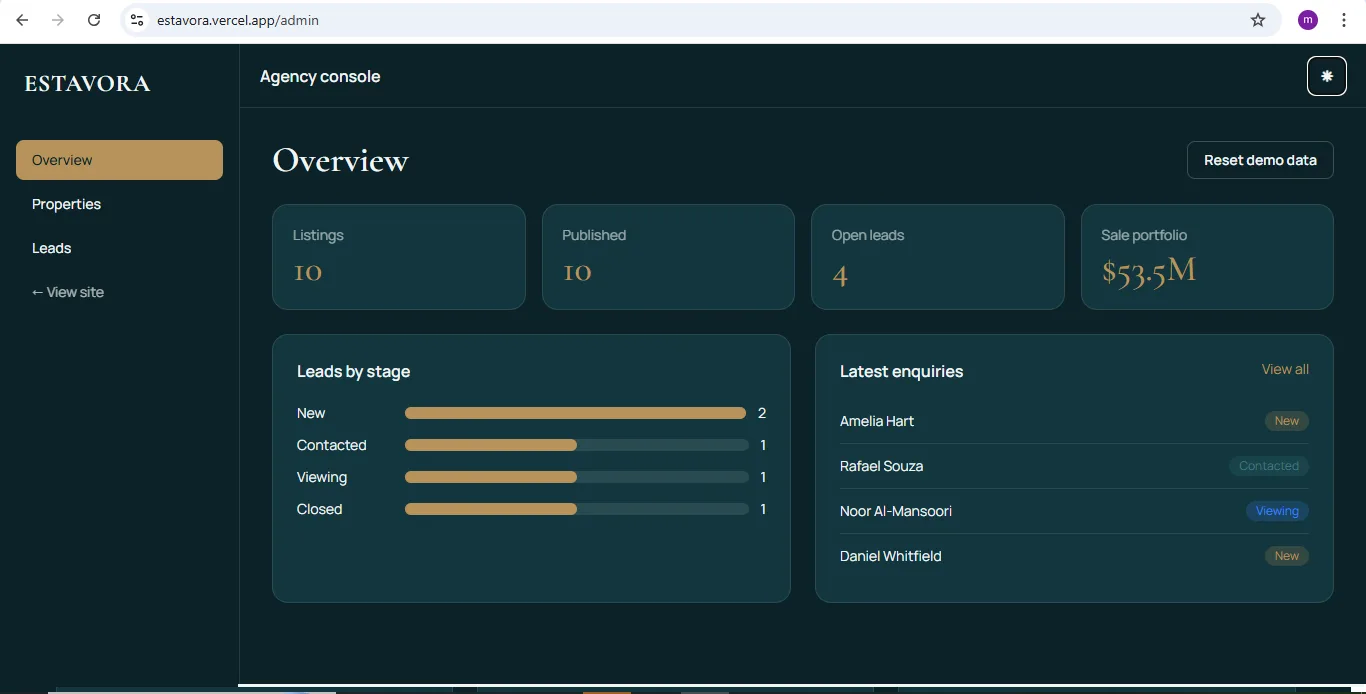 estavora.vercel.app/admin
m
ESTAVORA
Agency console
Overview
Properties
Leads
← View site
Overview
Reset demo data
Listings
10
Published
10
Open leads
4
Sale portfolio
$53.5M
Leads by stage
New 2
Contacted 1
Viewing 1
Closed 1
Latest enquiries
View all
Amelia Hart New
Rafael Souza Contacted
Noor Al-Mansoori Viewing
Daniel Whitfield New